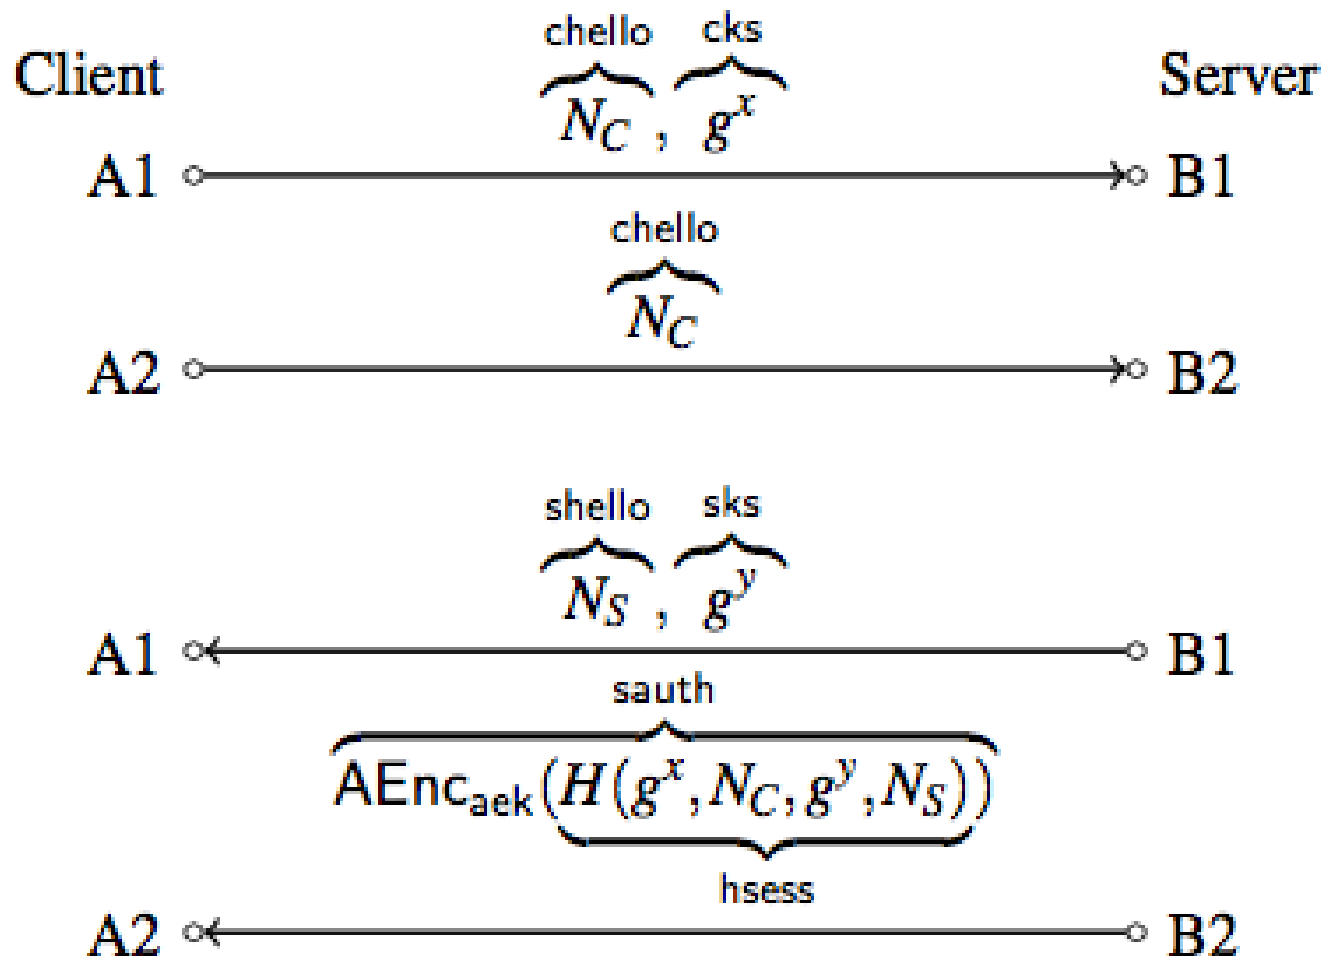 chello cks
Client N_C , g^x Server
A1 B1
chello
N_C
A2 B2
shello sks
N_S , g^y
A1 B1
sauth
AEnc_aek(H(g^x, N_C, g^y, N_S))
hsess
A2 B2